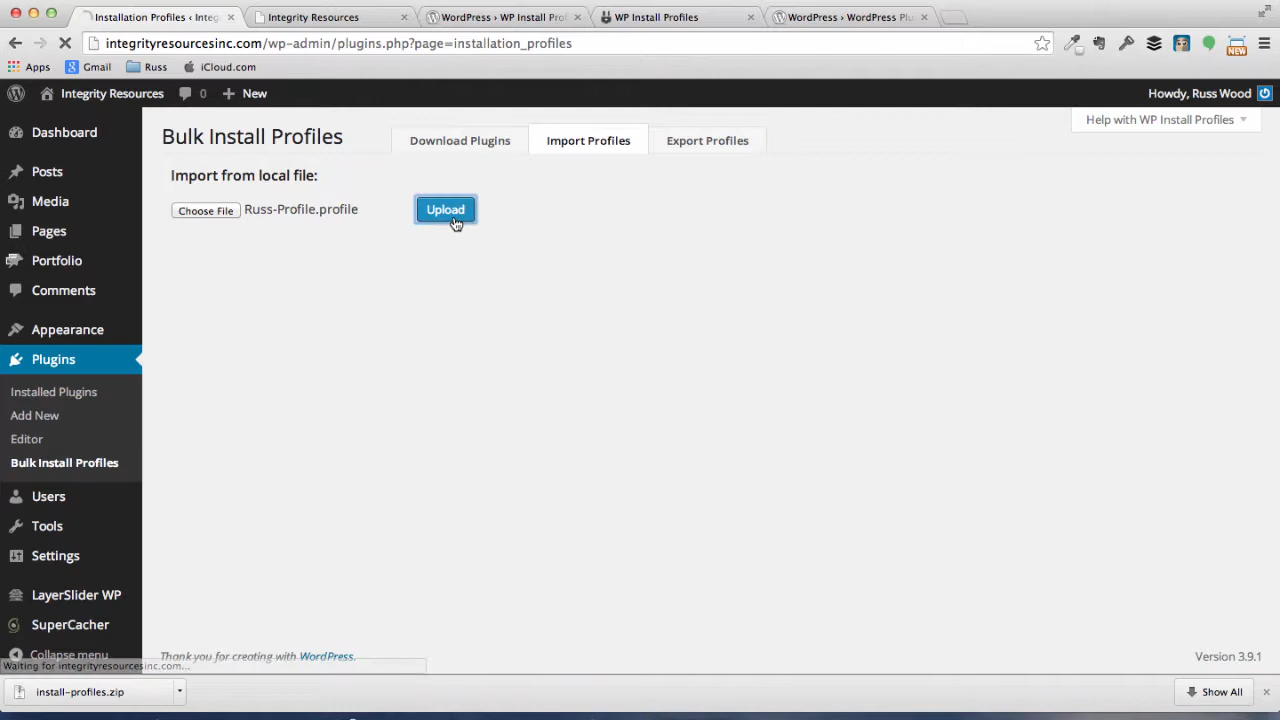 Installation Profiles ‹ Integ
Integrity Resources
WordPress › WP Install Prof
WP Install Profiles
WordPress › WordPress Plu
integrityresourcesinc.com/wp-admin/plugins.php?page=installation_profiles
NEW
Apps
Gmail
Russ
iCloud.com
Integrity Resources
0
New
Howdy, Russ Wood
Help with WP Install Profiles
Bulk Install Profiles
Download Plugins
Import Profiles
Export Profiles
Import from local file:
Choose File
Russ-Profile.profile
Upload
Dashboard
Posts
Media
Pages
Portfolio
Comments
Appearance
Plugins
Installed Plugins
Add New
Editor
Bulk Install Profiles
Users
Tools
Settings
LayerSlider WP
SuperCacher
Collapse menu
Thank you for creating with WordPress.
Version 3.9.1
Waiting for integrityresourcesinc.com...
install-profiles.zip
Show All